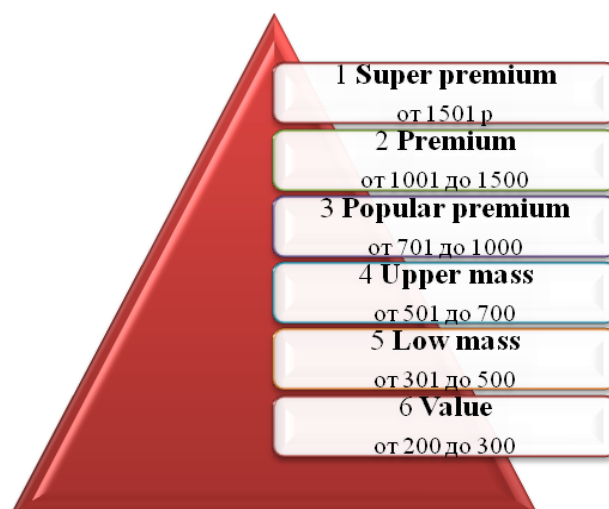 1 Super premium
от 1501 р
2 Premium
от 1001 до 1500
3 Popular premium
от 701 до 1000
4 Upper mass
от 501 до 700
5 Low mass
от 301 до 500
6 Value
от 200 до 300